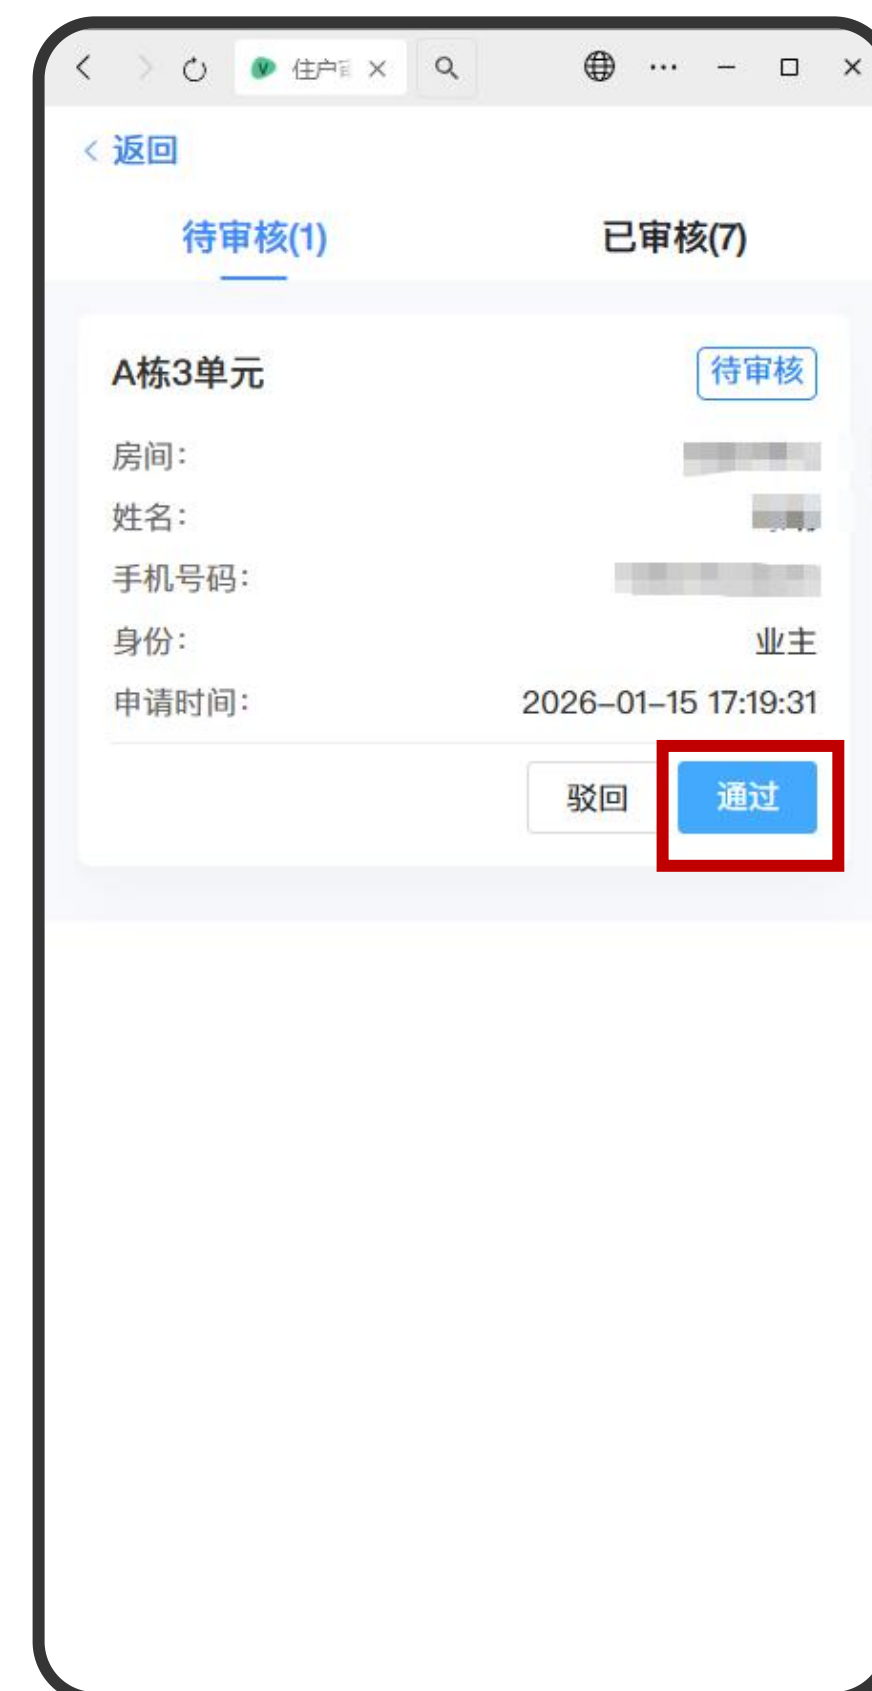 住户
返回
待审核(1)
已审核(7)
A栋3单元
待审核
房间:
姓名:
手机号码:
身份:
业主
申请时间:
2026-01-15 17:19:31
驳回
通过